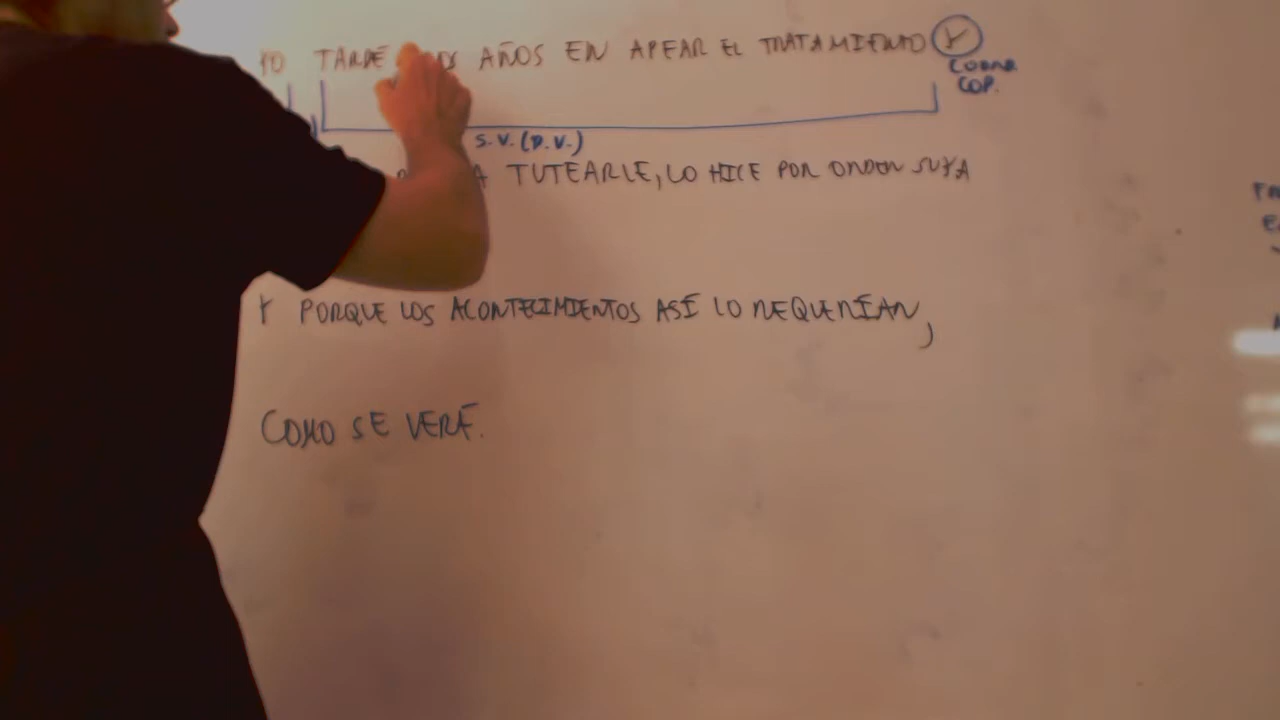 YO TARDÉ AÑOS EN APEAR EL TRATAMIENTO Y
COORD.
COP.
S.V. (P.V.)
A TUTEARLE, LO HICE POR ORDEN SUYA
Y PORQUE LOS ACONTECIMIENTOS ASÍ LO REQUERÍAN,
COMO SE VERÁ.